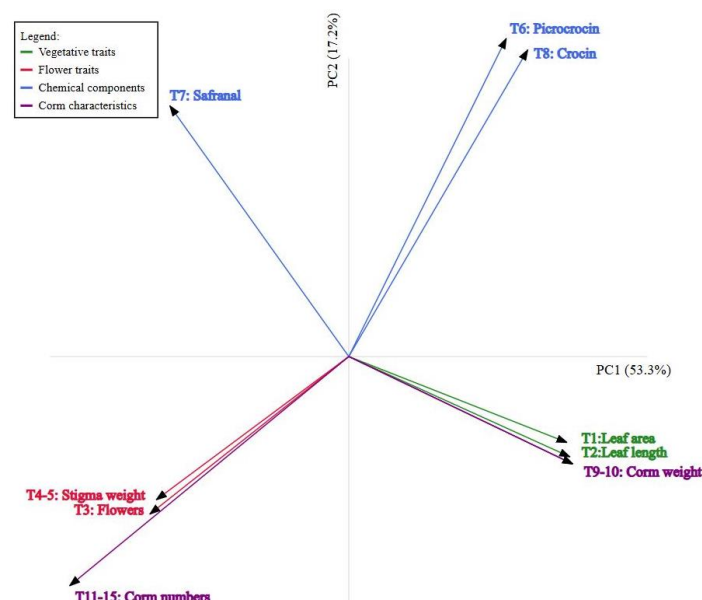 PC2 (17.2%)
Legend:
Vegetative traits
Flower traits
Chemical components
Corm characteristics
T6: Picrocrocin
T8: Crocin
T7: Safranal
PC1 (53.3%)
T1:Leaf area
T2:Leaf length
T9-10: Corm weight
T4-5: Stigma weight
T3: Flowers
T11-15: Corm numbers